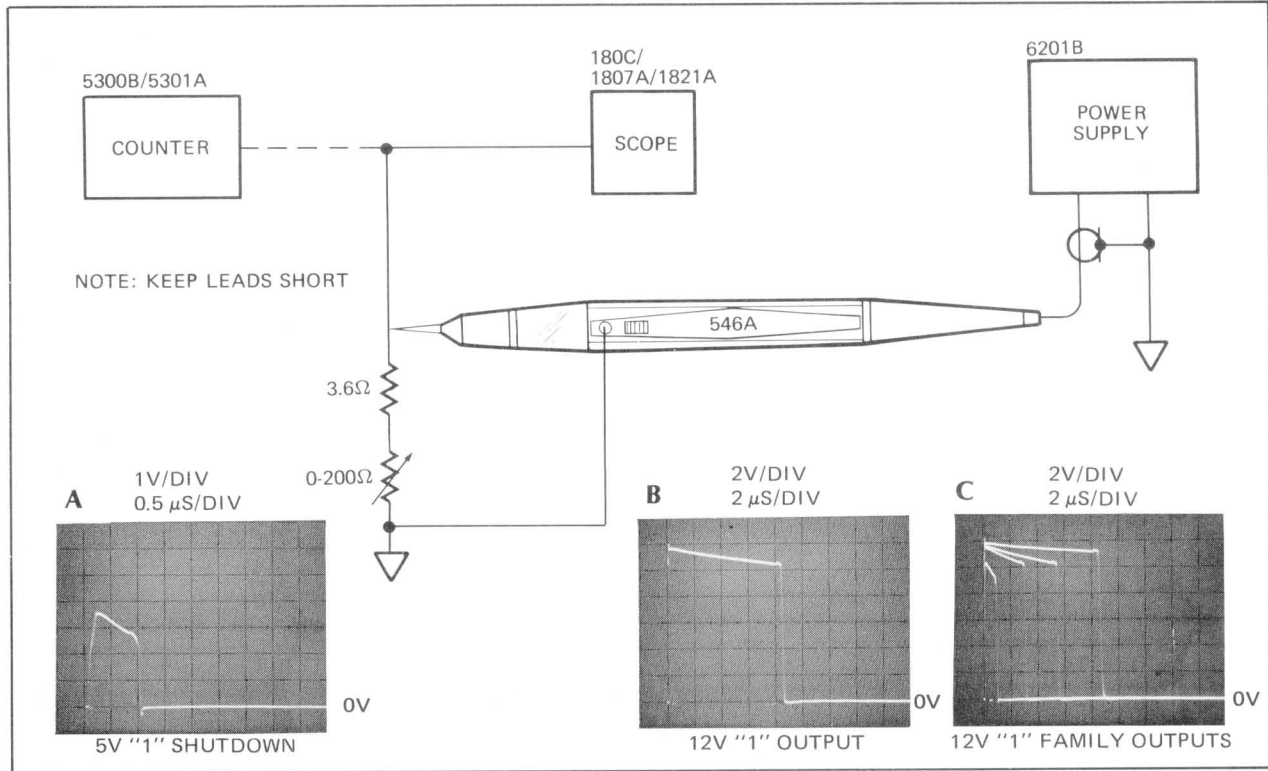 5300B/5301A
COUNTER
180C/
1807A/1821A
SCOPE
6201B
POWER
SUPPLY
NOTE: KEEP LEADS SHORT
546A
3.6Ω
0-200Ω
A
1V/DIV
0.5 μS/DIV
0V
5V "1" SHUTDOWN
B
2V/DIV
2 μS/DIV
0V
12V "1" OUTPUT
C
2V/DIV
2 μS/DIV
0V
12V "1" FAMILY OUTPUTS